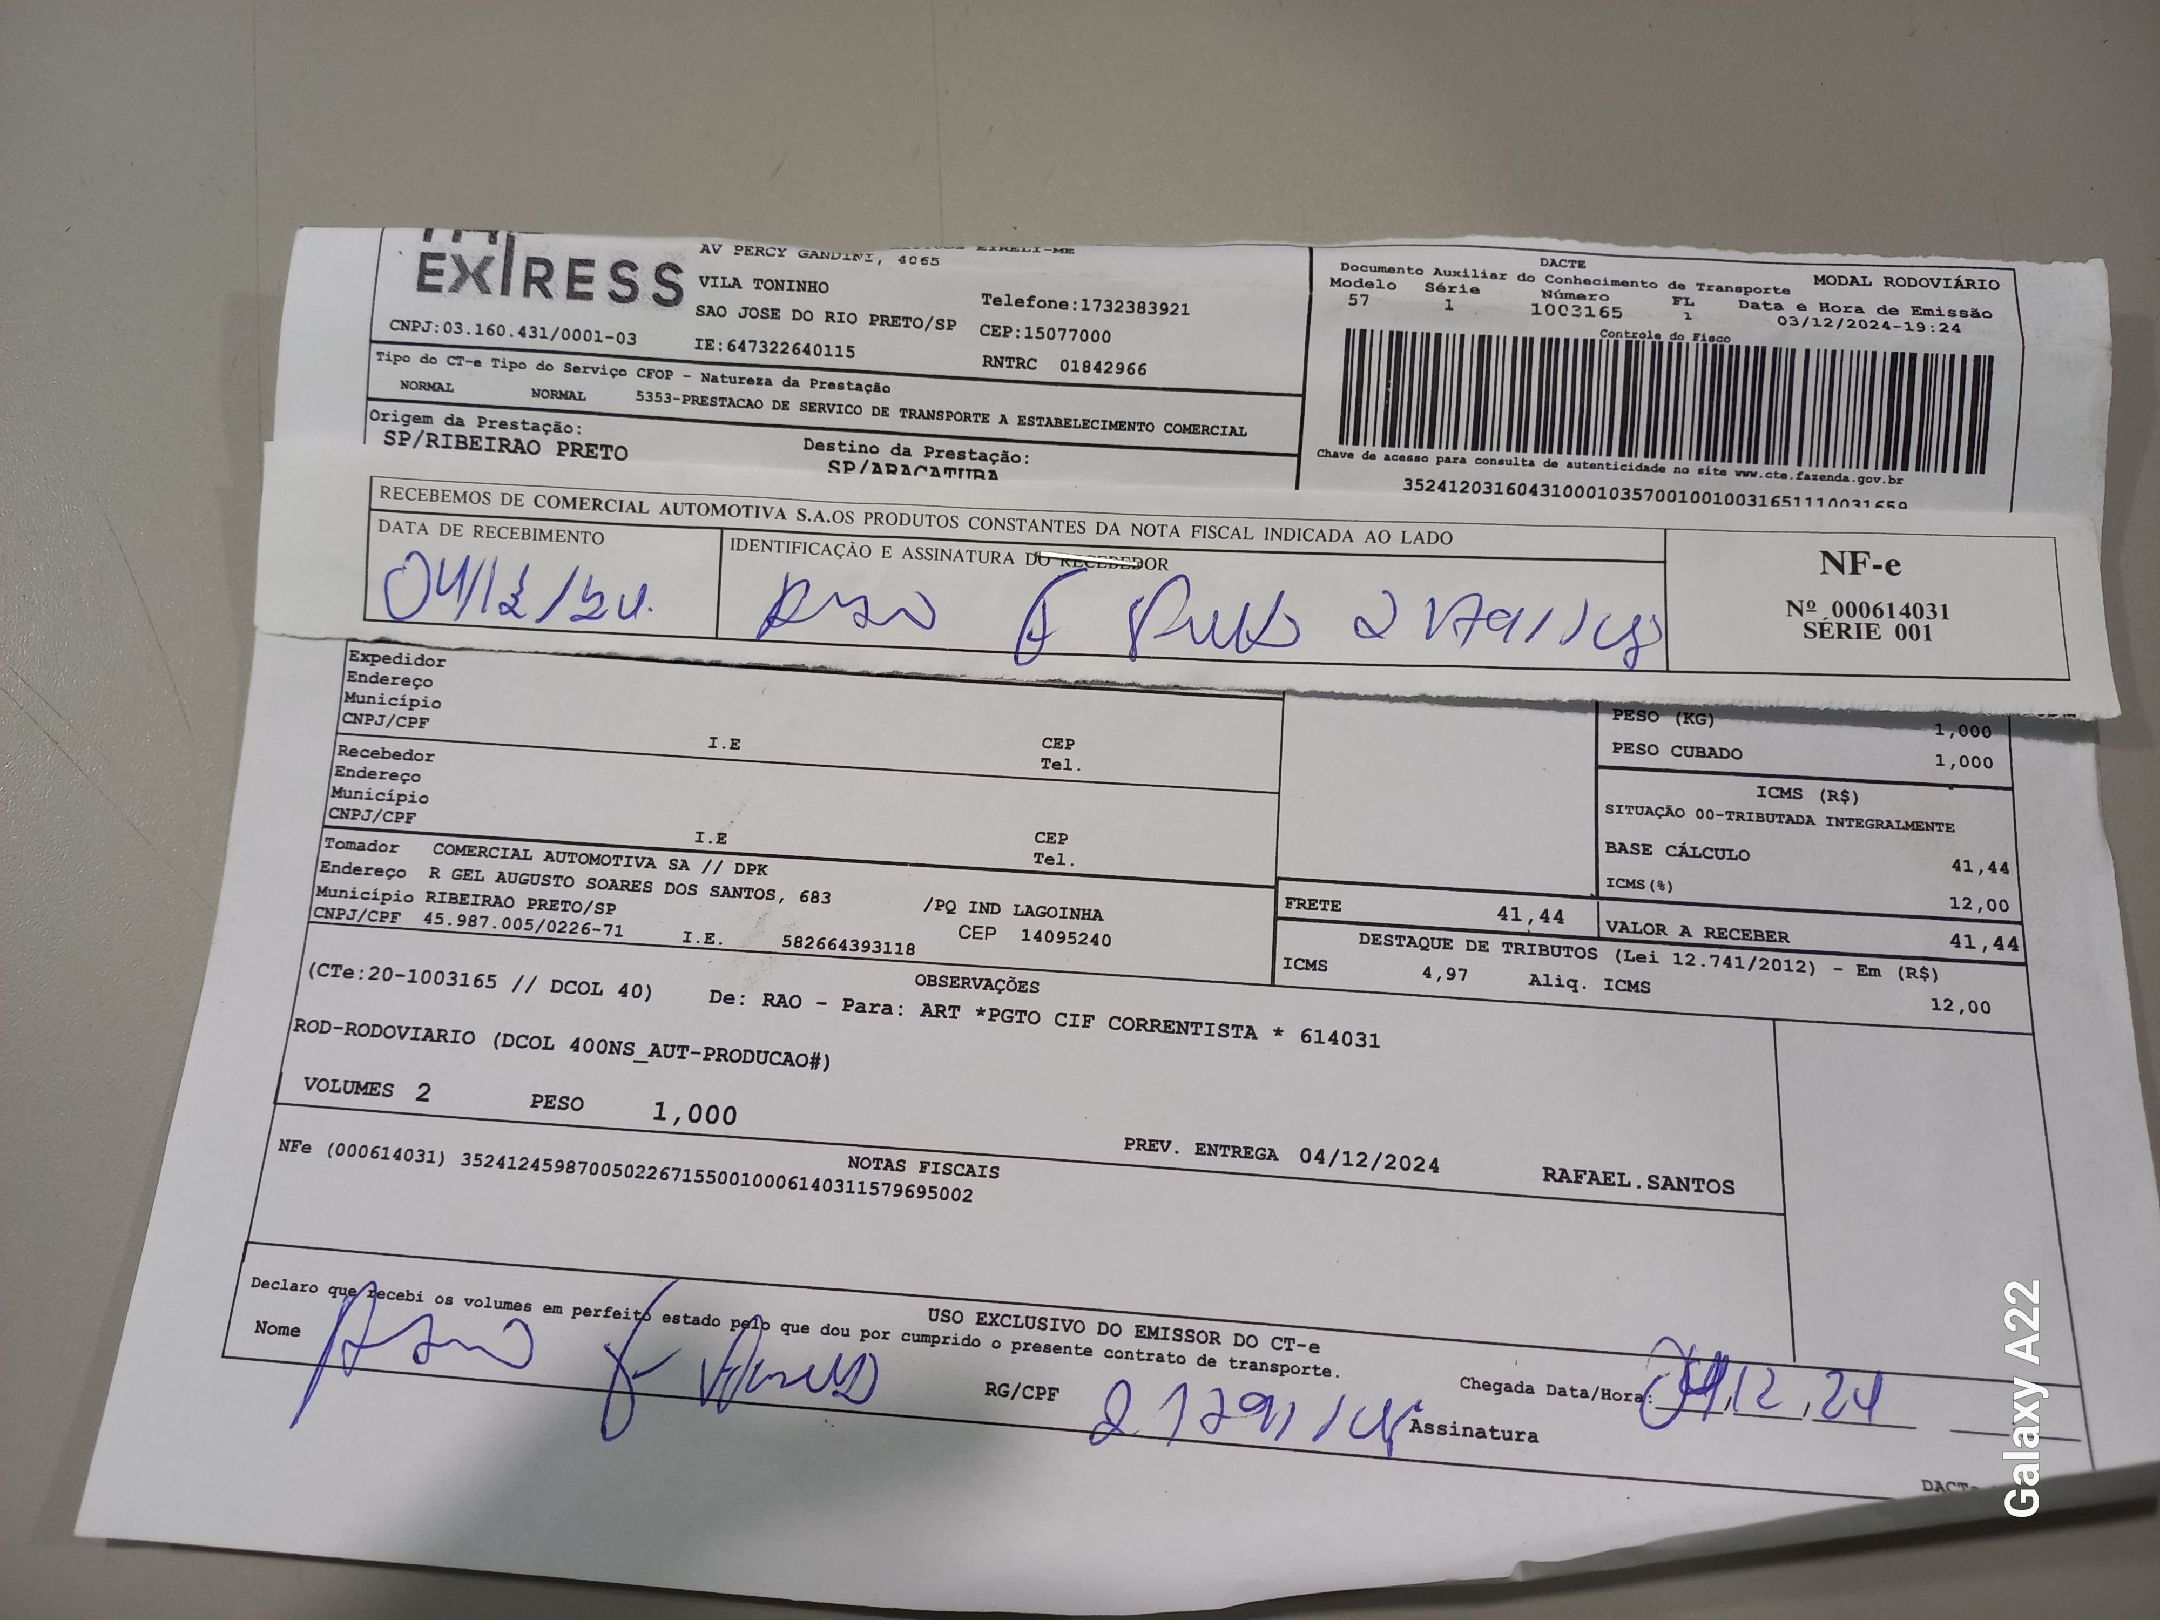 EXPRESS
AV PERCY GANDINI, 4065
VILA TONINHO
SAO JOSE DO RIO PRETO/SP
Telefone:1732383921
CEP:15077000
CNPJ:03.160.431/0001-03
IE:647322640115
RNTRC 01842966
Tipo do CT-e Tipo do Serviço CFOP - Natureza da Prestação
NORMAL NORMAL 5353-PRESTACAO DE SERVICO DE TRANSPORTE A ESTABELECIMENTO COMERCIAL
Origem da Prestação:
SP/RIBEIRAO PRETO
Destino da Prestação:
SP/ARACATUBA
DACTE
Documento Auxiliar do Conhecimento de Transporte
MODAL RODOVIÁRIO
Modelo Série Número FL Data e Hora de Emissão
57 1 1003165 1 03/12/2024-19:24
Controle do Fisco
Chave de acesso para consulta de autenticidade no site www.cte.fazenda.gov.br
35241203160431000103570010010031651110031659
RECEBEMOS DE COMERCIAL AUTOMOTIVA S.A.OS PRODUTOS CONSTANTES DA NOTA FISCAL INDICADA AO LADO
DATA DE RECEBIMENTO
IDENTIFICAÇÃO E ASSINATURA DO RECEBEDOR
04/12/24
NF-e
Nº 000614031
SÉRIE 001
Expedidor
Endereço
Município
CNPJ/CPF I.E CEP
Tel.
Recebedor
Endereço
Município
CNPJ/CPF I.E CEP
Tel.
PESO (KG) 1,000
PESO CUBADO 1,000
ICMS (R$)
SITUAÇÃO 00-TRIBUTADA INTEGRALMENTE
BASE CÁLCULO 41,44
ICMS(%) 12,00
Tomador COMERCIAL AUTOMOTIVA SA // DPK
Endereço R GEL AUGUSTO SOARES DOS SANTOS, 683 /PQ IND LAGOINHA
Município RIBEIRAO PRETO/SP CEP 14095240
CNPJ/CPF 45.987.005/0226-71 I.E. 582664393118
FRETE 41,44 VALOR A RECEBER 41,44
DESTAQUE DE TRIBUTOS (Lei 12.741/2012) - Em (R$)
ICMS 4,97 Aliq. ICMS 12,00
OBSERVAÇÕES
(CTe:20-1003165 // DCOL 40) De: RAO - Para: ART *PGTO CIF CORRENTISTA * 614031
ROD-RODOVIARIO (DCOL 400NS_AUT-PRODUCAO#)
VOLUMES 2 PESO 1,000
PREV. ENTREGA 04/12/2024 RAFAEL.SANTOS
NOTAS FISCAIS
NFe (000614031) 35241245987005022671550010006140311579695002
USO EXCLUSIVO DO EMISSOR DO CT-e
Declaro que recebi os volumes em perfeito estado pelo que dou por cumprido o presente contrato de transporte.
Nome
RG/CPF
Chegada Data/Hora: 04,12,24
Assinatura
DACT
Galaxy A22